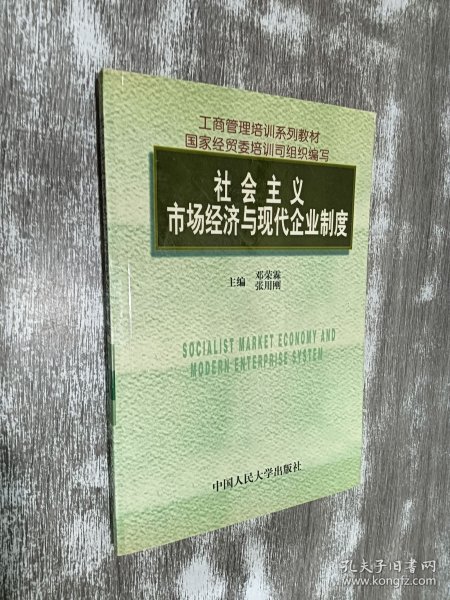 工商管理培训系列教材
国家经贸委培训司组织编写
社会主义
市场经济与现代企业制度
主编 邓荣霖
张用刚
SOCIALIST MARKET ECONOMY AND
MODERN ENTERPRISE SYSTEM
中国人民大学出版社
孔夫子旧书网
www.kongfz.com